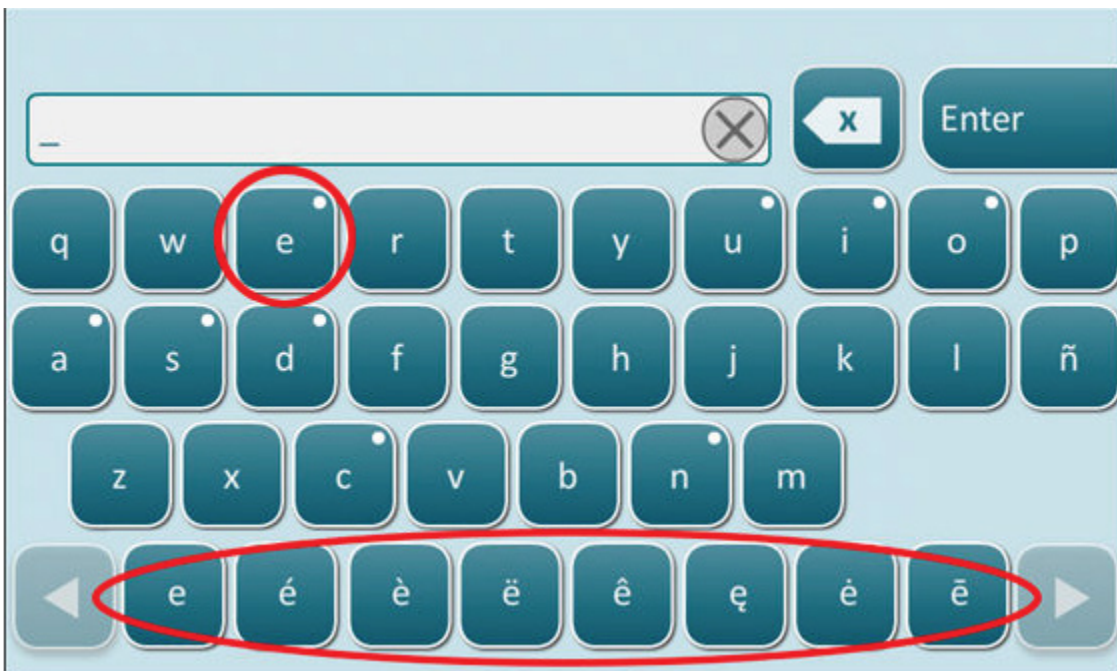 _
x Enter
q w e r t y u i o p
a s d f g h j k l ñ
z x c v b n m
e é è ë ê ę ė ē